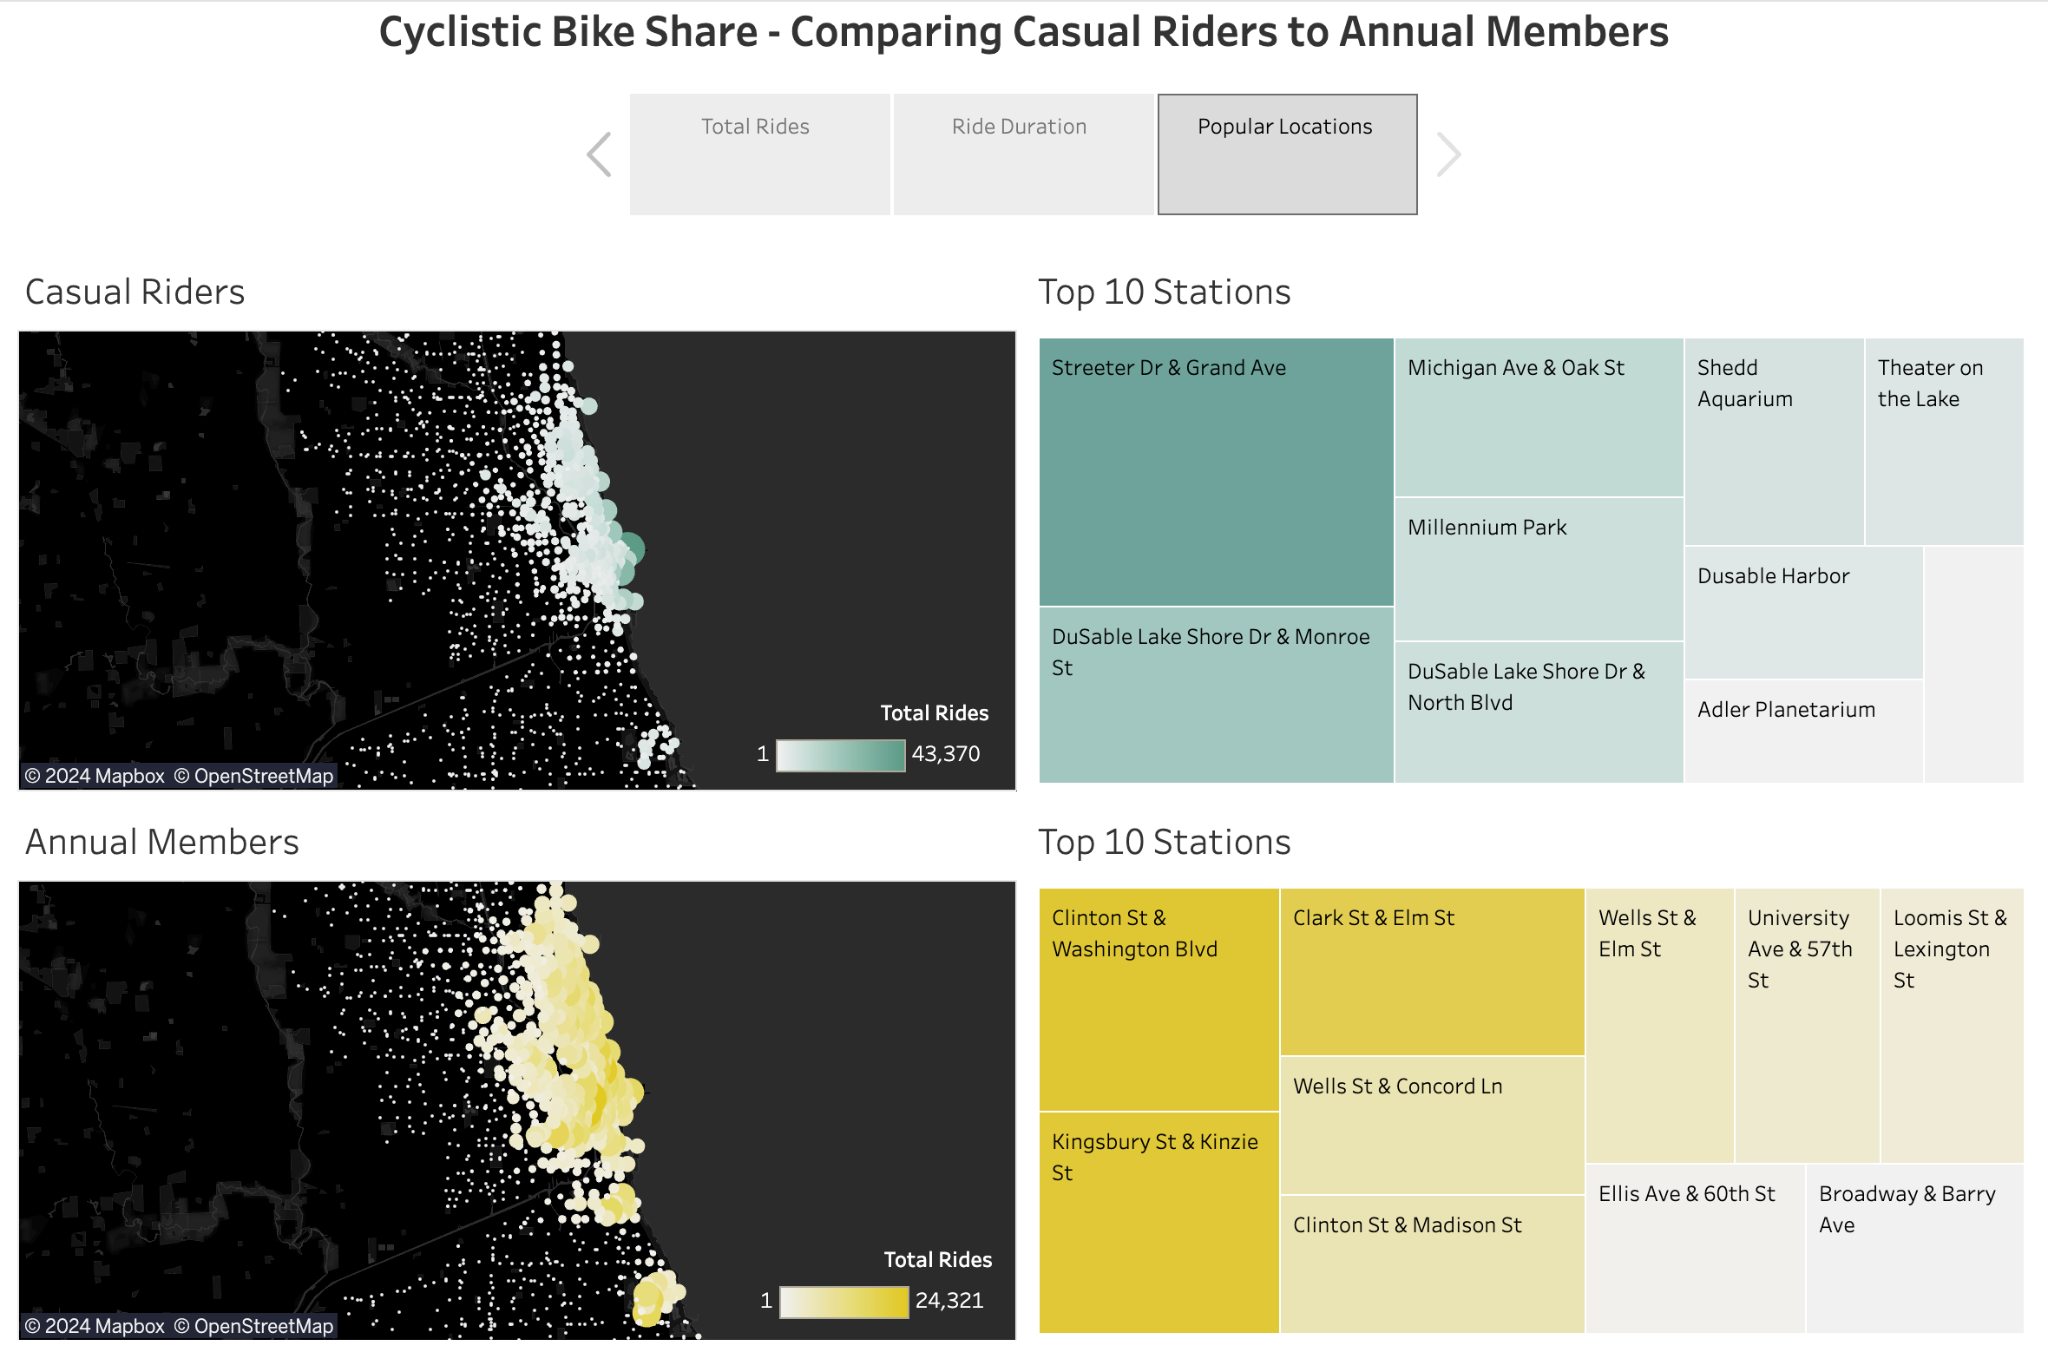 Cyclistic Bike Share - Comparing Casual Riders to Annual Members
Total Rides
Ride Duration
Popular Locations
Casual Riders
Total Rides
1
43,370
© 2024 Mapbox © OpenStreetMap
Top 10 Stations
Streeter Dr & Grand Ave
DuSable Lake Shore Dr & Monroe
St
Michigan Ave & Oak St
Millennium Park
DuSable Lake Shore Dr &
North Blvd
Shedd
Aquarium
Theater on
the Lake
Dusable Harbor
Adler Planetarium
Annual Members
Total Rides
1
24,321
© 2024 Mapbox © OpenStreetMap
Top 10 Stations
Clinton St &
Washington Blvd
Kingsbury St & Kinzie
St
Clark St & Elm St
Wells St & Concord Ln
Clinton St & Madison St
Wells St &
Elm St
University
Ave & 57th
St
Loomis St &
Lexington
St
Ellis Ave & 60th St
Broadway & Barry
Ave